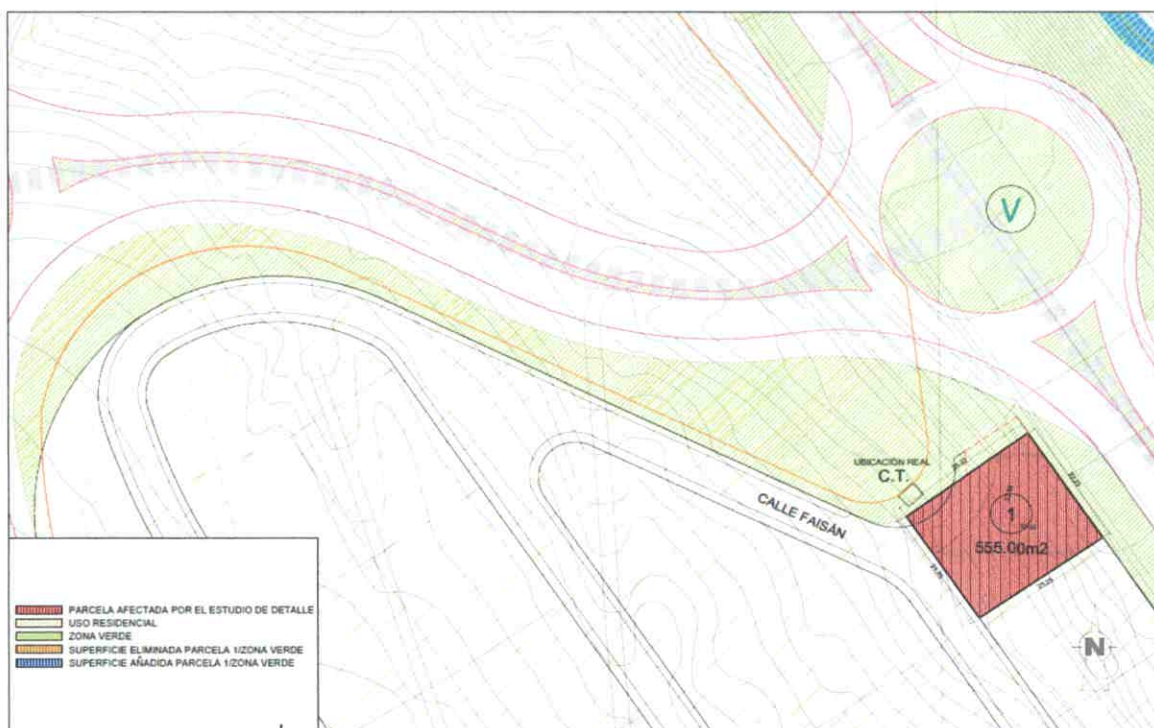 V
UBICACIÓN REAL
C.T.
CALLE FAISÁN
1
555.00m2
N
PARCELA AFECTADA POR EL ESTUDIO DE DETALLE
USO RESIDENCIAL
ZONA VERDE
SUPERFICIE ELIMINADA PARCELA 1/ZONA VERDE
SUPERFICIE AÑADIDA PARCELA 1/ZONA VERDE